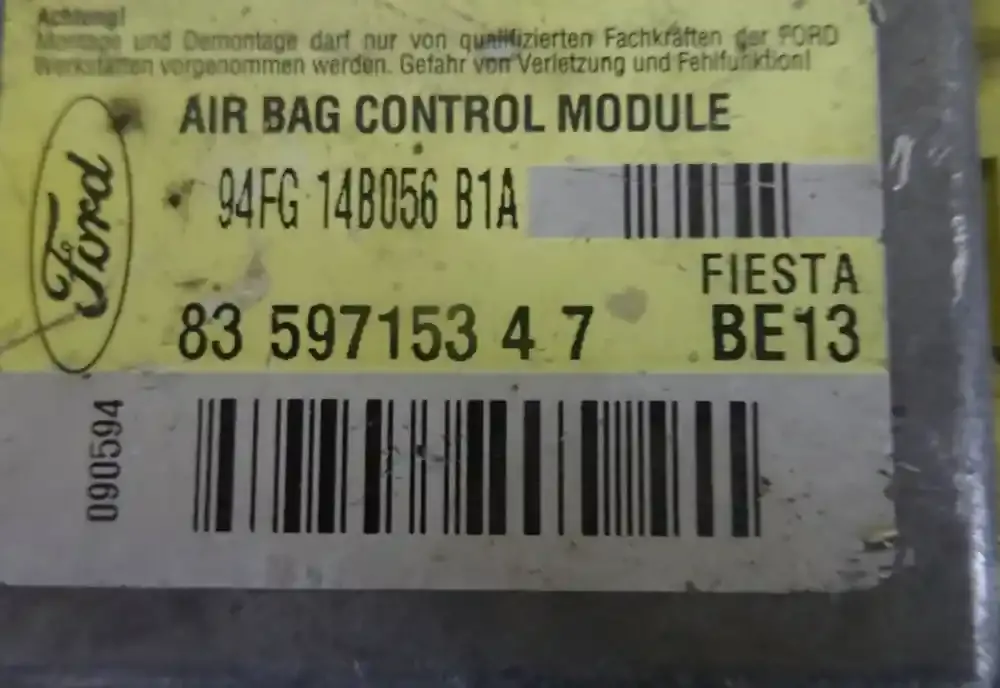 Achtung!
Montage und Demontage darf nur von qualifizierten Fachkräften der FORD
Werkstätten vorgenommen werden. Gefahr von Verletzung und Fehlfunktion!
AIR BAG CONTROL MODULE
Ford
94FG 14B056 B1A
FIESTA
83 597153 4 7 BE13
090594